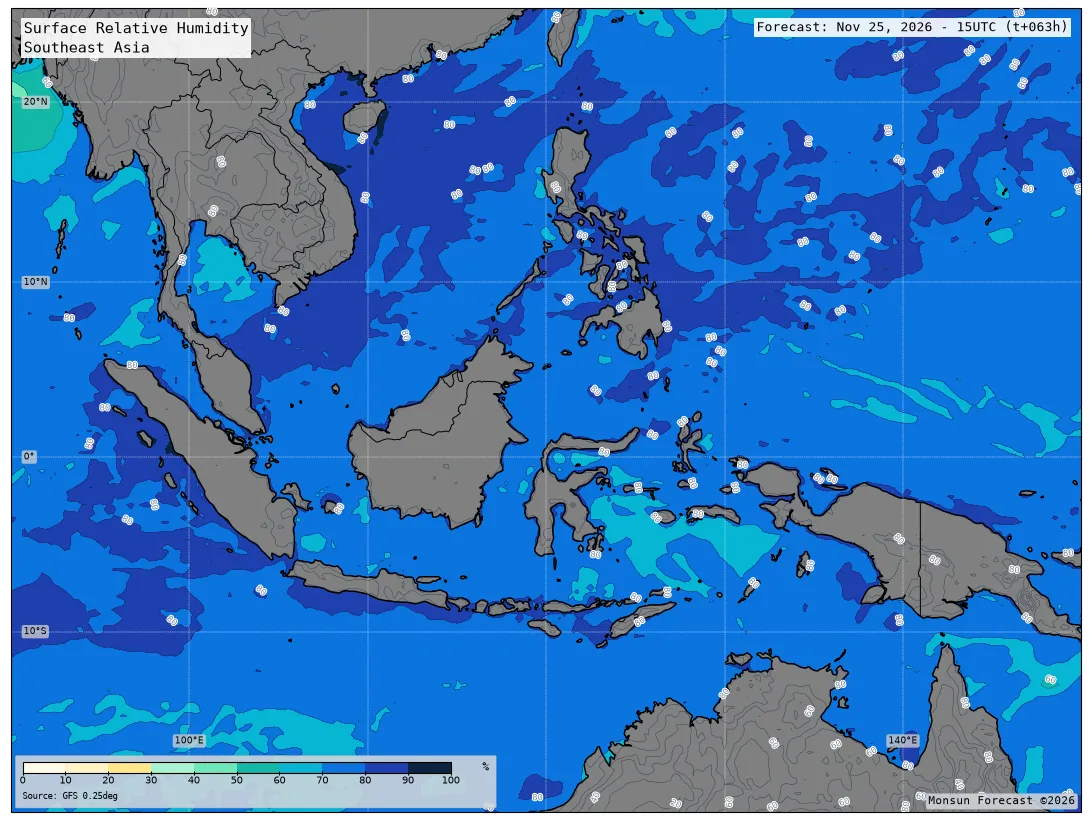 Surface Relative Humidity
Southeast Asia
Forecast: Nov 25, 2026 - 15UTC (t+063h)
20°N
10°N
0°
10°S
100°E
140°E
0 10 20 30 40 50 60 70 80 90 100
%
Source: GFS 0.25deg
Monsun Forecast ©2026